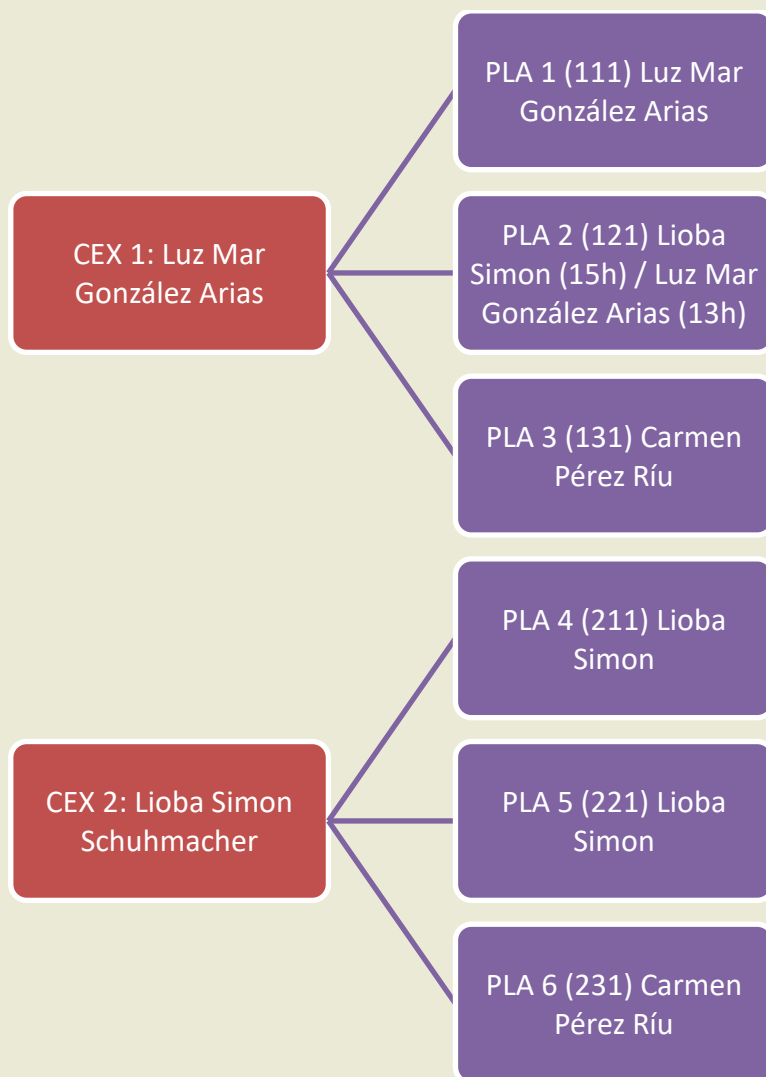 CEX 1: Luz Mar
González Arias
PLA 1 (111) Luz Mar
González Arias
PLA 2 (121) Lioba
Simon (15h) / Luz Mar
González Arias (13h)
PLA 3 (131) Carmen
Pérez Ríu
CEX 2: Lioba Simon
Schuhmacher
PLA 4 (211) Lioba
Simon
PLA 5 (221) Lioba
Simon
PLA 6 (231) Carmen
Pérez Ríu